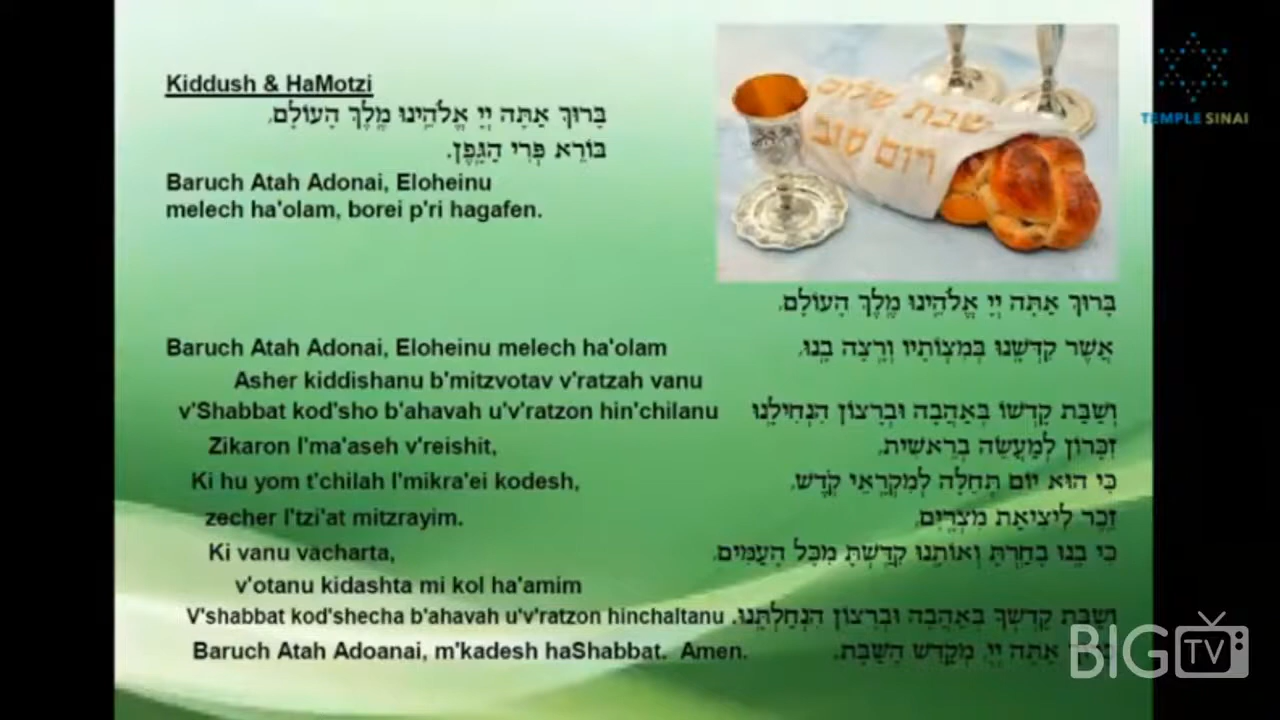 Kiddush & HaMotzi
בָּרוּךְ אַתָּה יְיָ אֱלֹהֵֽינוּ מֶֽלֶךְ הָעוֹלָם,
בּוֹרֵא פְּרִי הַגָּֽפֶן.
Baruch Atah Adonai, Eloheinu
melech ha'olam, borei p'ri hagafen.
שבת שלום
ויום טוב
TEMPLE SINAI
בָּרוּךְ אַתָּה יְיָ אֱלֹהֵֽינוּ מֶֽלֶךְ הָעוֹלָם,
Baruch Atah Adonai, Eloheinu melech ha'olam
אֲשֶׁר קִדְּשָֽׁנוּ בְּמִצְוֹתָיו וְרָֽצָה בָֽנוּ,
Asher kiddishanu b'mitzvotav v'ratzah vanu
v'Shabbat kod'sho b'ahavah u'v'ratzon hin'chilanu
וְשַׁבַּת קָדְשׁוֹ בְּאַהֲבָה וּבְרָצוֹן הִנְחִילָֽנוּ
Zikaron l'ma'aseh v'reishit,
זִכָּרוֹן לְמַעֲשֵׂה בְרֵאשִׁית,
Ki hu yom t'chilah l'mikra'ei kodesh,
כִּי הוּא יוֹם תְּחִלָּה לְמִקְרָֽאֵי קֹֽדֶשׁ,
zecher l'tzi'at mitzrayim.
זֵֽכֶר לִיצִיאַת מִצְרָֽיִם,
Ki vanu vacharta,
כִּי בָֽנוּ בָחַֽרְתָּ וְאוֹתָֽנוּ קִדַּֽשְׁתָּ מִכָּל הָעַמִּים,
v'otanu kidashta mi kol ha'amim
V'shabbat kod'shecha b'ahavah u'v'ratzon hinchaltanu
וְשַׁבַּת קָדְשְׁךָ בְּאַהֲבָה וּבְרָצוֹן הִנְחַלְתָּֽנוּ.
Baruch Atah Adoanai, m'kadesh haShabbat.  Amen.
אַתָּה יְיָ, מְקַדֵּשׁ הַשַּׁבָּת.
BIG TV